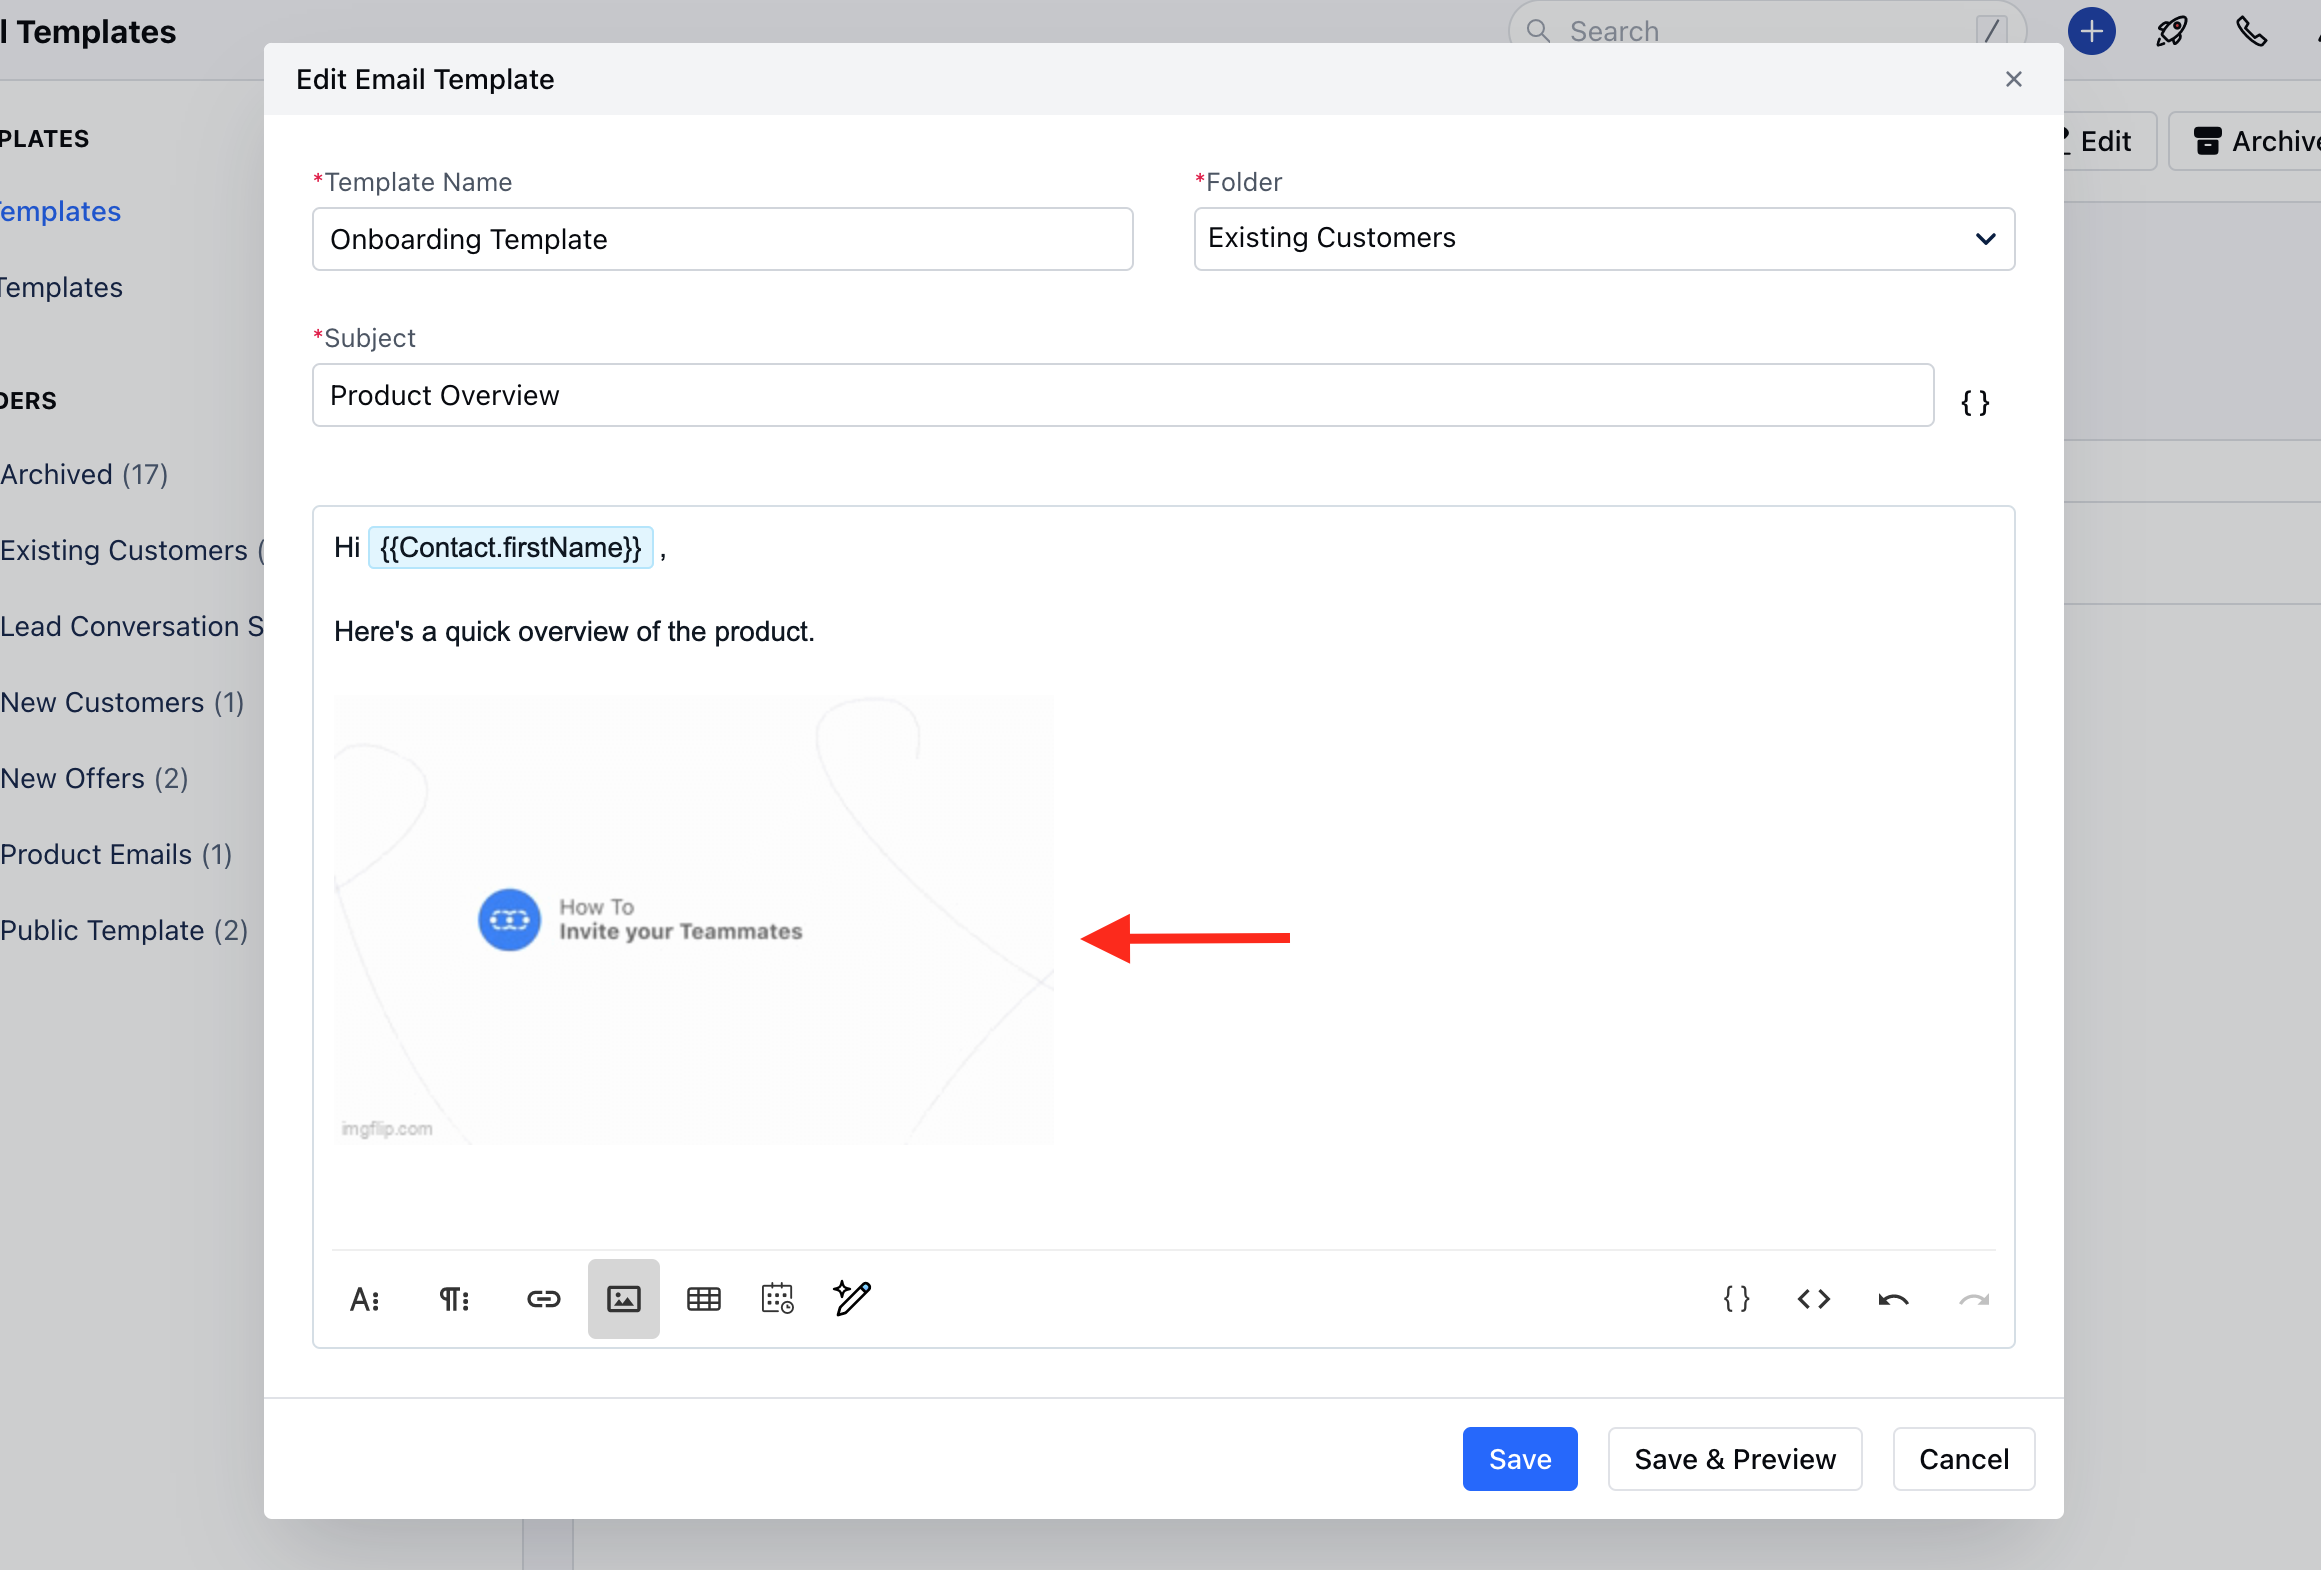 Templates
Search
/
Edit Email Template
Edit
Archive
PLATES
Templates
Templates
DERS
Archived (17)
Existing Customers (
Lead Conversation S
New Customers (1)
New Offers (2)
Product Emails (1)
Public Template (2)
*Template Name
*Folder
Onboarding Template
Existing Customers
*Subject
Product Overview
{ }
Hi {{Contact.firstName}} ,
Here's a quick overview of the product.
How To
Invite your Teammates
imgflip.com
A
{ }
Save
Save & Preview
Cancel